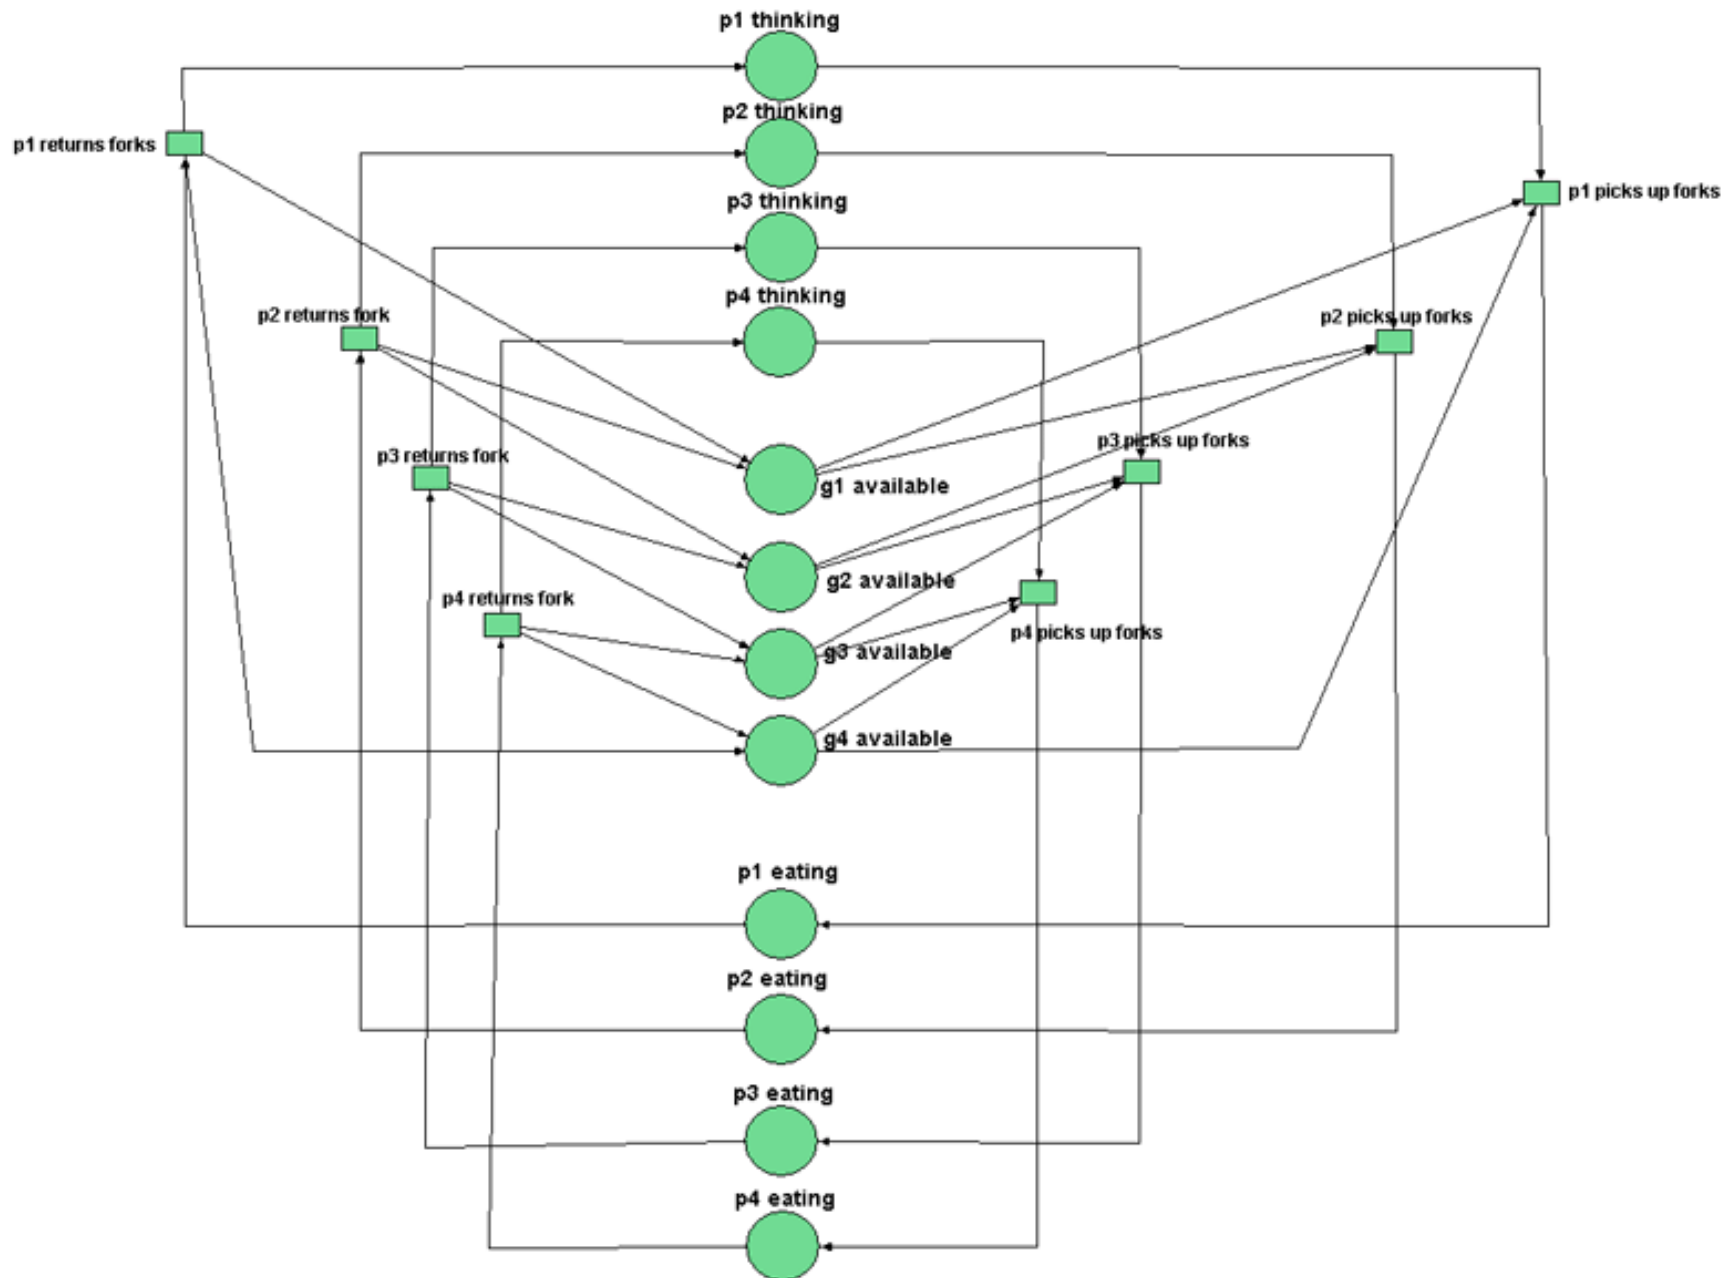 p1 thinking
p2 thinking
p1 returns forks
p3 thinking
p1 picks up forks
p4 thinking
p2 returns fork
p2 picks up forks
p3 picks up forks
p3 returns fork
g1 available
g2 available
p4 returns fork
p4 picks up forks
g3 available
g4 available
p1 eating
p2 eating
p3 eating
p4 eating